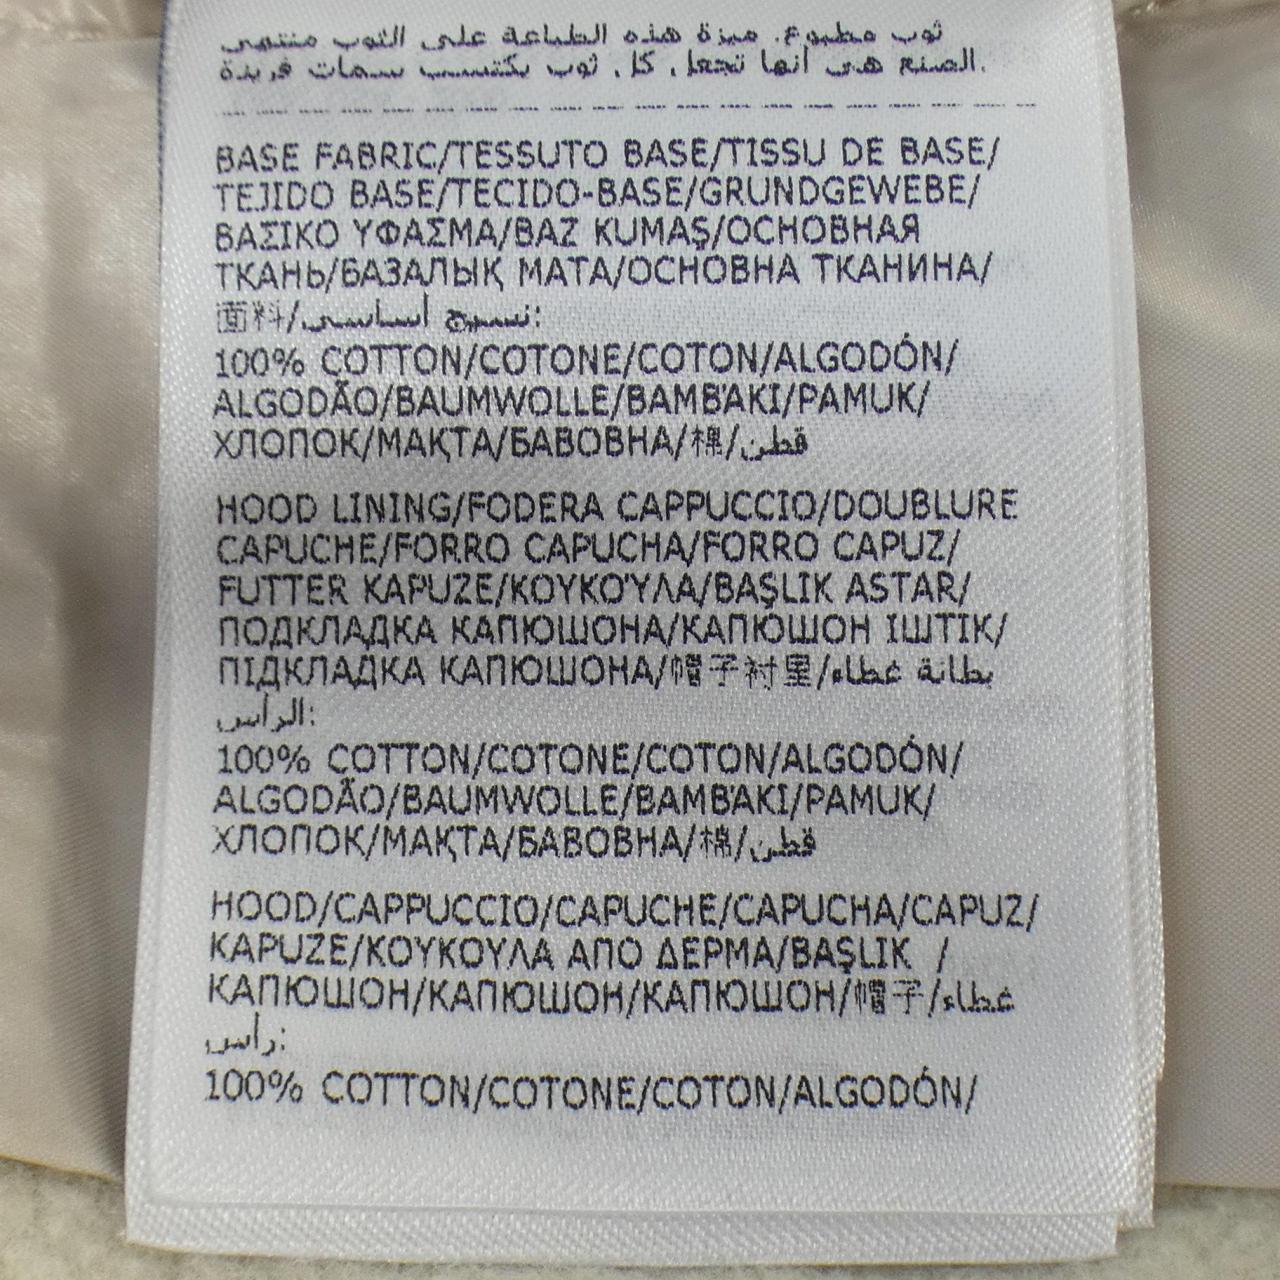 ثوب مطبوع. ميزة هذه الطباعة على الثوب منتهى
الصنع هي أنها تجعل كل ثوب يكتسب سمات فريدة.
BASE FABRIC/TESSUTO BASE/TISSU DE BASE/
TEJIDO BASE/TECIDO-BASE/GRUNDGEWEBE/
ΒΑΣΙΚΟ ΥΦΑΣΜΑ/BAZ KUMAŞ/ОСНОВНАЯ
ТКАНЬ/БАЗАЛЫҚ МАТА/ОСНОВНА ТКАНИНА/
面料/نسيج أساسي:
100% COTTON/COTONE/COTON/ALGODÓN/
ALGODÃO/BAUMWOLLE/ΒΑΜΒΆΚΙ/PAMUK/
ХЛОПОК/МАҚТА/БАВОВНА/棉/قطن
HOOD LINING/FODERA CAPPUCCIO/DOUBLURE
CAPUCHE/FORRO CAPUCHA/FORRO CAPUZ/
FUTTER KAPUZE/ΚΟΥΚΟΎΛΑ/BAŞLIK ASTAR/
ПОДКЛАДКА КАПЮШОНА/КАПЮШОН ІШТІК/
ПІДКЛАДКА КАПЮШОНА/帽子衬里/بطانة غطاء
الرأس:
100% COTTON/COTONE/COTON/ALGODÓN/
ALGODÃO/BAUMWOLLE/ΒΑΜΒΆΚΙ/PAMUK/
ХЛОПОК/МАҚТА/БАВОВНА/棉/قطن
HOOD/CAPPUCCIO/CAPUCHE/CAPUCHA/CAPUZ/
KAPUZE/ΚΟΥΚΟΥΛΑ ΑΠΟ ΔΕΡΜΑ/BAŞLIK /
КАПЮШОН/КАПЮШОН/КАПЮШОН/帽子/غطاء
رأس:
100% COTTON/COTONE/COTON/ALGODÓN/